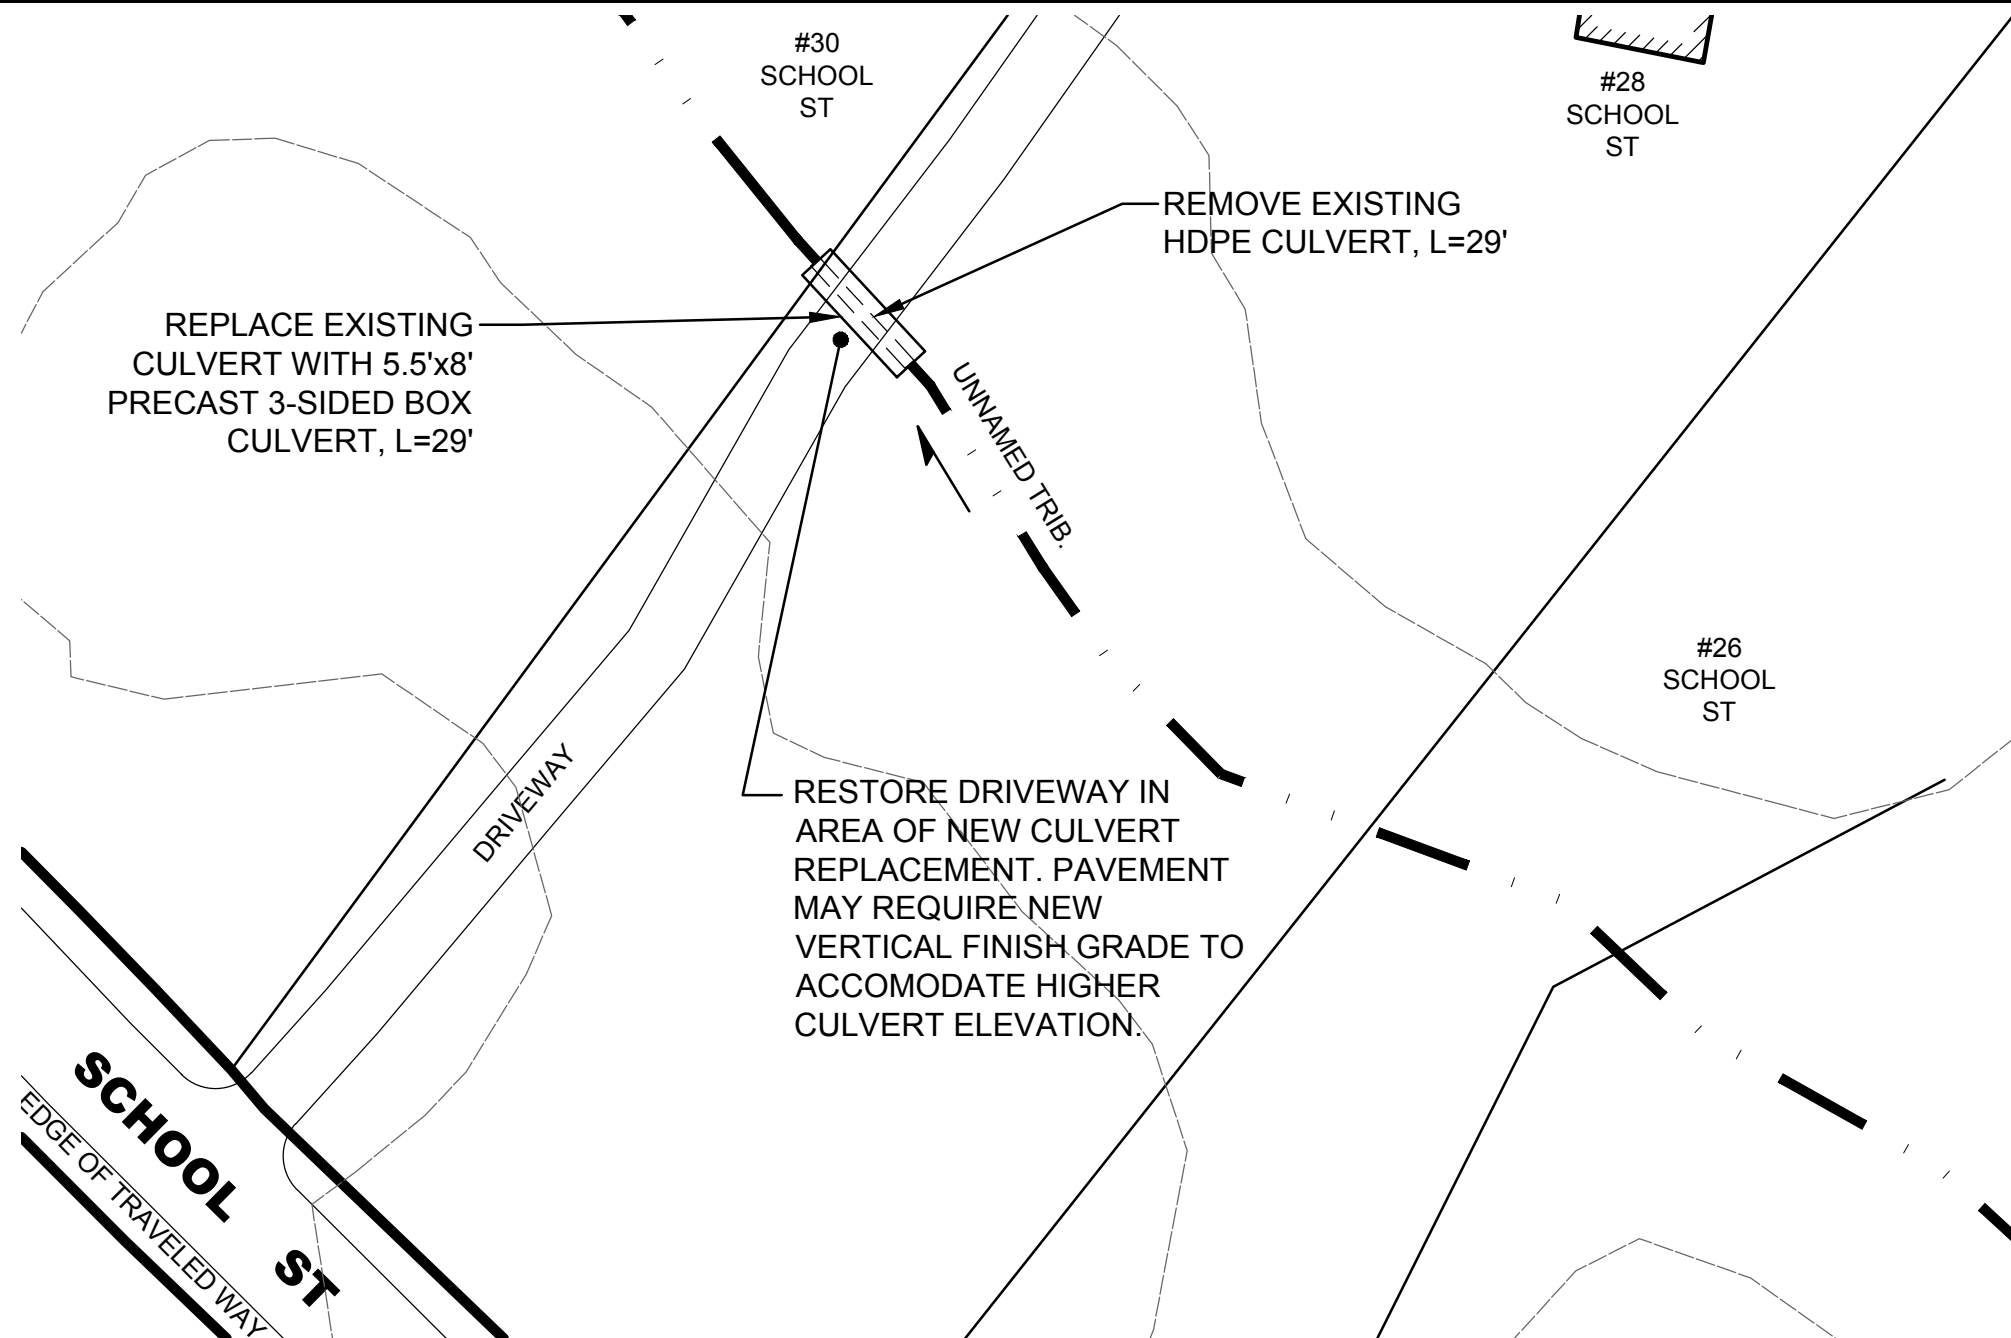 #30
SCHOOL
ST
#28
SCHOOL
ST
REMOVE EXISTING
HDPE CULVERT, L=29'
REPLACE EXISTING
CULVERT WITH 5.5'x8'
PRECAST 3-SIDED BOX
CULVERT, L=29'
UNNAMED TRIB.
#26
SCHOOL
ST
DRIVEWAY
RESTORE DRIVEWAY IN
AREA OF NEW CULVERT
REPLACEMENT. PAVEMENT
MAY REQUIRE NEW
VERTICAL FINISH GRADE TO
ACCOMODATE HIGHER
CULVERT ELEVATION.
SCHOOL ST
EDGE OF TRAVELED WAY